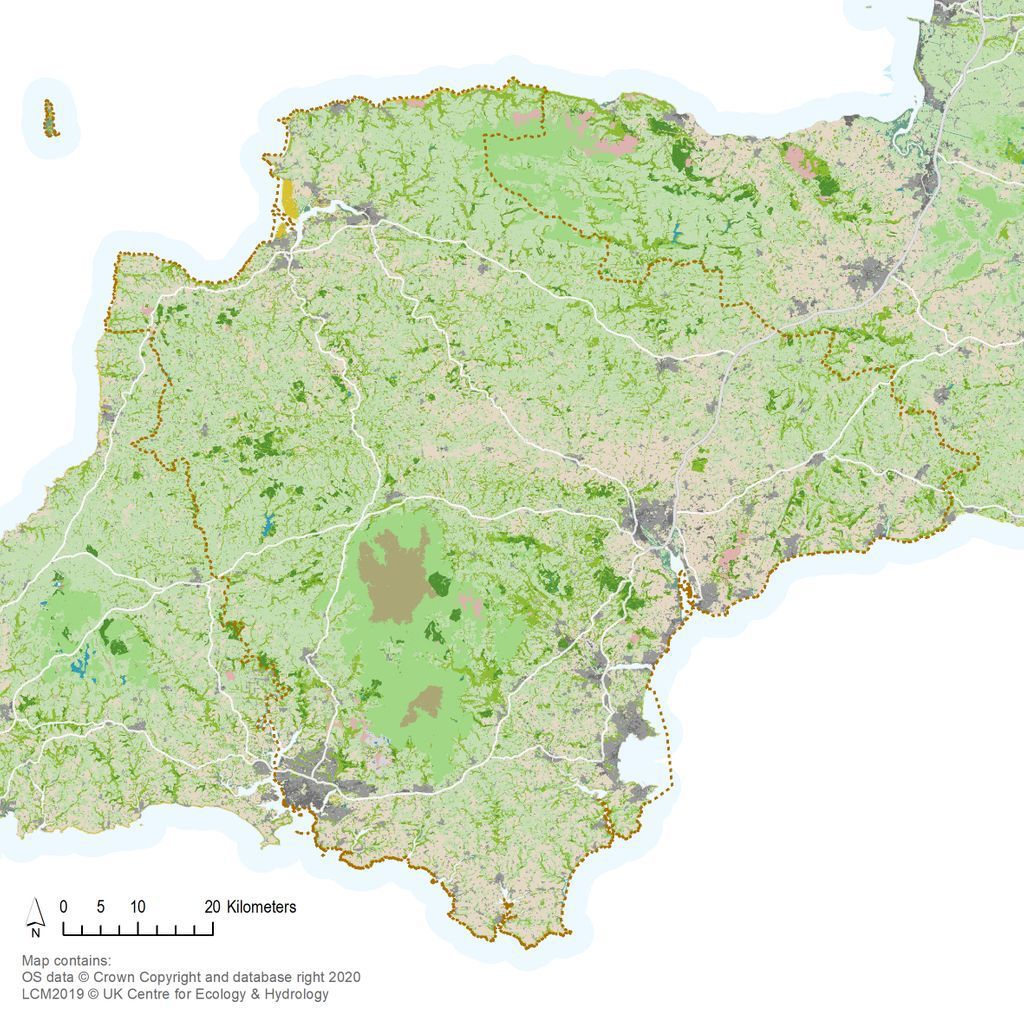 0 5 10 20 Kilometers
N
Map contains:
OS data © Crown Copyright and database right 2020
LCM2019 © UK Centre for Ecology & Hydrology